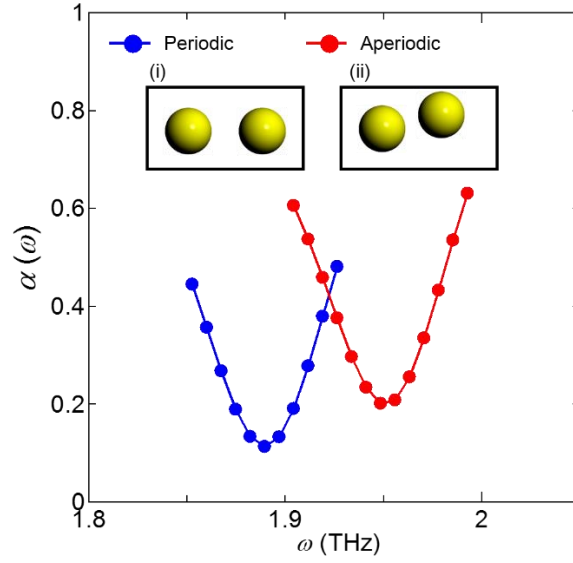 1
Periodic
Aperiodic
(i)
(ii)
0.8
0.6
α (ω)
0.4
0.2
0
1.8
1.9
2
ω (THz)